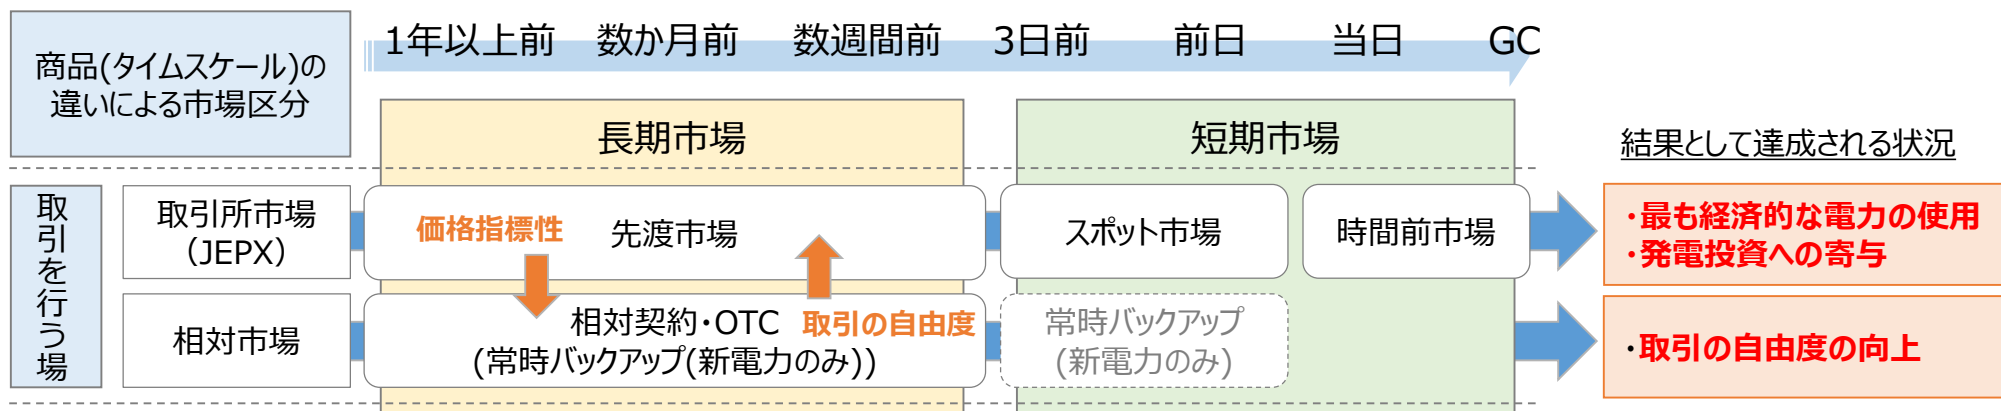 商品(タイムスケール)の
違いによる市場区分
1年以上前 数か月前 数週間前 3日前 前日 当日 GC
長期市場
短期市場
結果として達成される状況
取引を行う場
取引所市場
（JEPX）
価格指標性
先渡市場
スポット市場
時間前市場
・最も経済的な電力の使用
・発電投資への寄与
相対市場
相対契約・OTC
取引の自由度
(常時バックアップ(新電力のみ))
常時バックアップ
(新電力のみ)
・取引の自由度の向上